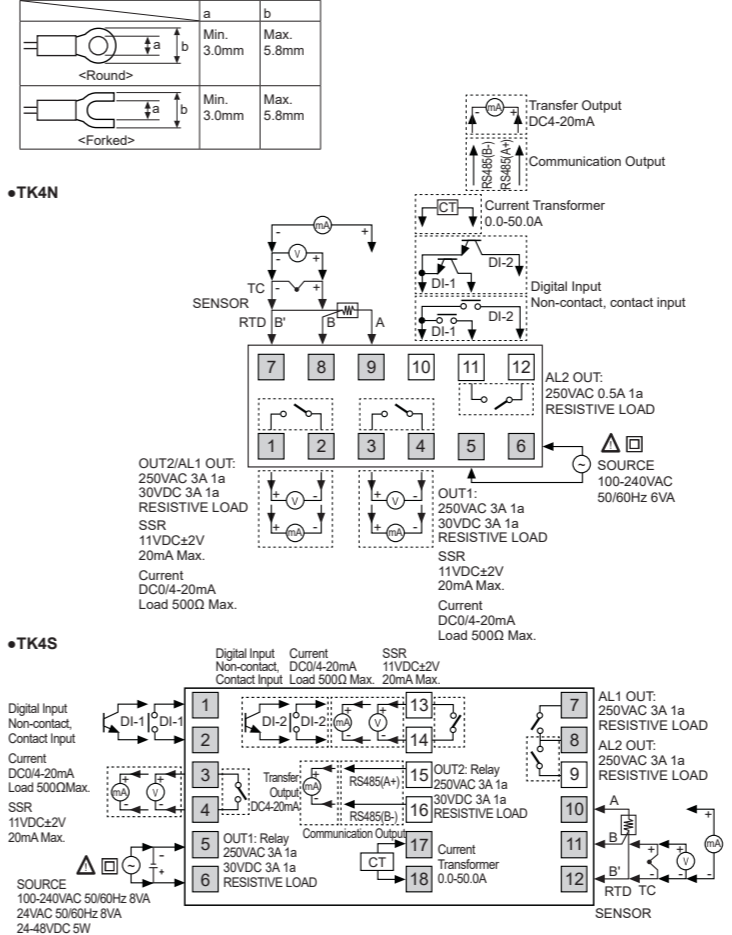 a b
a b Min. 3.0mm Max. 5.8mm
<Round>
a b Min. 3.0mm Max. 5.8mm
<Forked>
●TK4N
- mA +
Transfer Output
DC4-20mA
RS485(B-) RS485(A+)
Communication Output
CT
Current Transformer
0.0-50.0A
DI-2
DI-1
Digital Input
Non-contact, contact input
DI-2
DI-1
- mA +
- V +
TC - +
SENSOR
RTD B' B A
7 8 9 10 11 12
1 2 3 4 5 6
AL2 OUT:
250VAC 0.5A 1a
RESISTIVE LOAD
SOURCE
100-240VAC
50/60Hz 6VA
OUT2/AL1 OUT:
250VAC 3A 1a
30VDC 3A 1a
RESISTIVE LOAD
SSR
11VDC±2V
20mA Max.
Current
DC0/4-20mA
Load 500Ω Max.
+ V -
+ mA -
+ V -
+ mA -
OUT1:
250VAC 3A 1a
30VDC 3A 1a
RESISTIVE LOAD
SSR
11VDC±2V
20mA Max.
Current
DC0/4-20mA
Load 500Ω Max.
●TK4S
Digital Input
Non-contact,
Contact Input
Current
DC0/4-20mA
Load 500Ω Max.
SSR
11VDC±2V
20mA Max.
Digital Input
Non-contact,
Contact Input
DI-1 DI-1
1
2
DI-2 DI-2
+ mA -
+ V -
13
14
7
8
9
AL1 OUT:
250VAC 3A 1a
RESISTIVE LOAD
AL2 OUT:
250VAC 3A 1a
RESISTIVE LOAD
Current
DC0/4-20mA
Load 500ΩMax.
SSR
11VDC±2V
20mA Max.
+ mA -
+ V -
3
4
Transfer
Output
DC4-20mA
+ mA -
RS485(A+)
RS485(B-)
Communication Output
15
16
OUT2: Relay
250VAC 3A 1a
30VDC 3A 1a
RESISTIVE LOAD
10
11
12
A
B
B'
RTD TC
+ -
+ V -
+ mA -
SENSOR
- +
5
6
OUT1: Relay
250VAC 3A 1a
30VDC 3A 1a
RESISTIVE LOAD
CT
17
18
Current
Transformer
0.0-50.0A
SOURCE
100-240VAC 50/60Hz 8VA
24VAC 50/60Hz 8VA
24-48VDC 5W